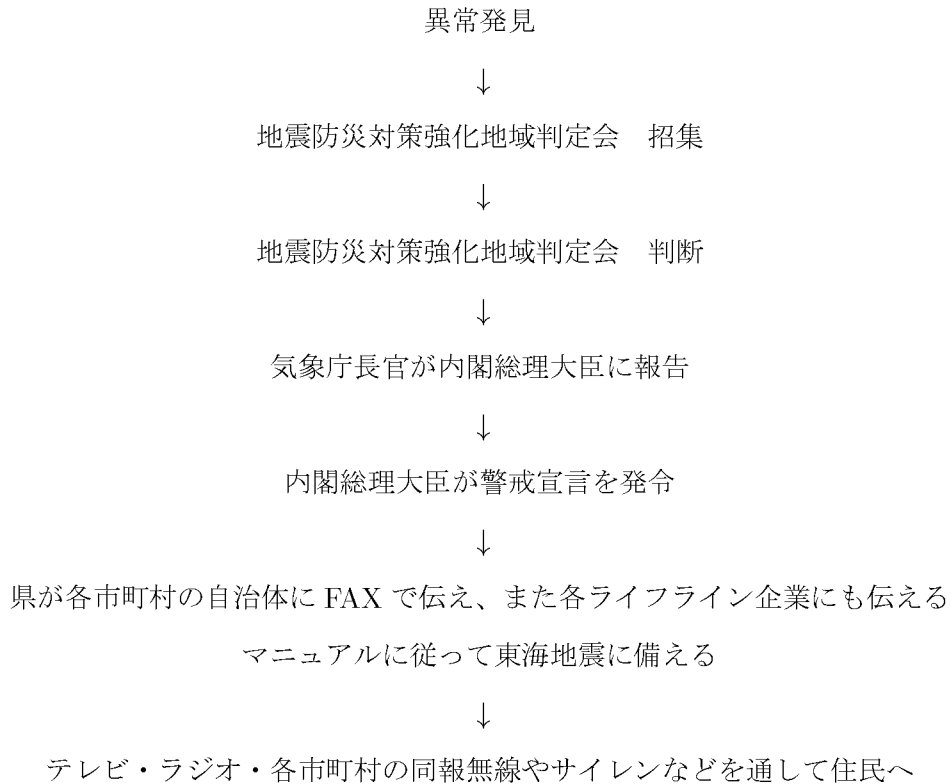 異常発見
↓
地震防災対策強化地域判定会　招集
↓
地震防災対策強化地域判定会　判断
↓
気象庁長官が内閣総理大臣に報告
↓
内閣総理大臣が警戒宣言を発令
↓
県が各市町村の自治体に FAX で伝え、また各ライフライン企業にも伝える
マニュアルに従って東海地震に備える
↓
テレビ・ラジオ・各市町村の同報無線やサイレンなどを通して住民へ